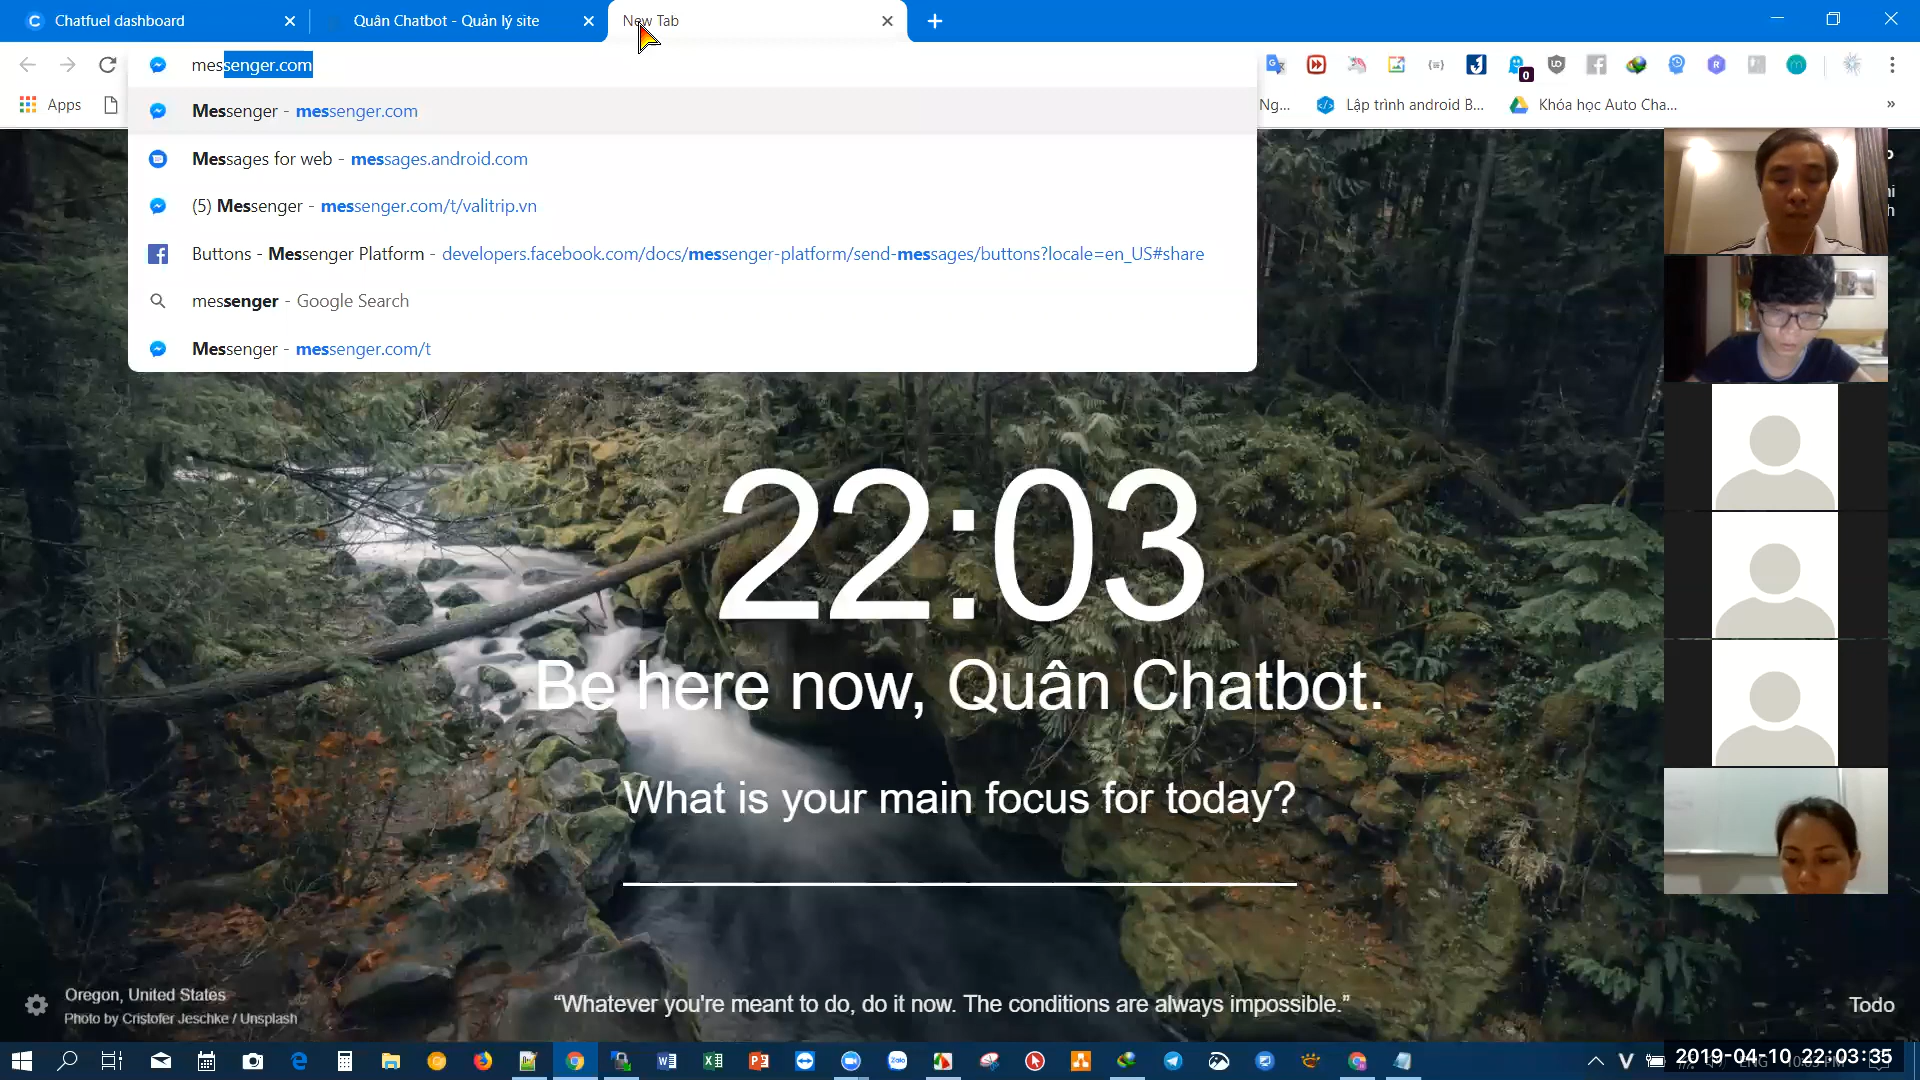 Chatfuel dashboard
Quân Chatbot - Quản lý site
New Tab
messenger.com
Apps
Ng...
Lập trình android B...
Khóa học Auto Cha...
Messenger - messenger.com
Messages for web - messages.android.com
(5) Messenger - messenger.com/t/valitrip.vn
Buttons - Messenger Platform - developers.facebook.com/docs/messenger-platform/send-messages/buttons?locale=en_US#share
messenger - Google Search
Messenger - messenger.com/t
22:03
Be here now, Quân Chatbot.
What is your main focus for today?
Oregon, United States
Photo by Cristofer Jeschke / Unsplash
“Whatever you're meant to do, do it now. The conditions are always impossible.”
Todo
2019-04-10 22:03:35